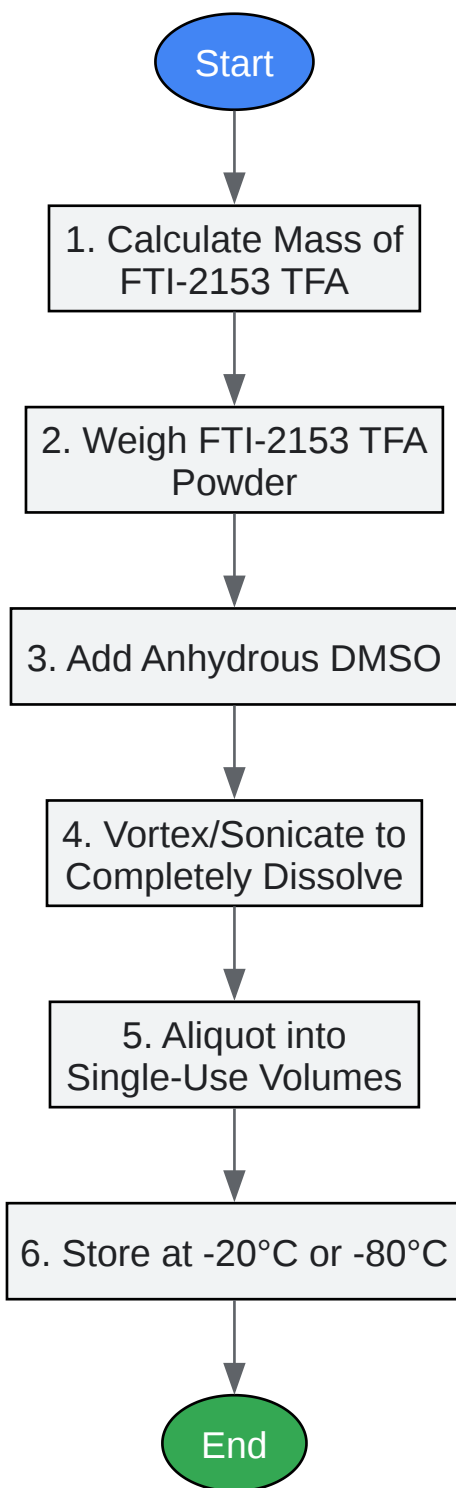 Start
1. Calculate Mass of
FTI-2153 TFA
2. Weigh FTI-2153 TFA
Powder
3. Add Anhydrous DMSO
4. Vortex/Sonicate to
Completely Dissolve
5. Aliquot into
Single-Use Volumes
6. Store at -20°C or -80°C
End